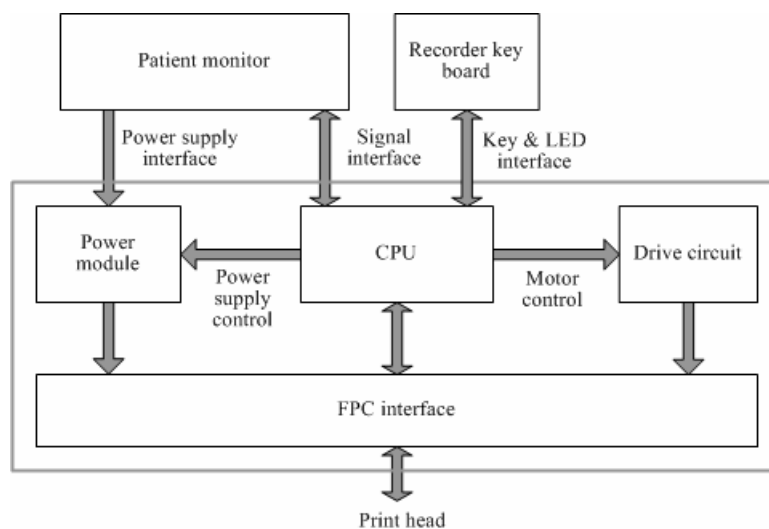 Patient monitor
Recorder key
board
Power supply
interface
Signal
interface
Key & LED
interface
Power
module
CPU
Drive circuit
Power
supply
control
Motor
control
FPC interface
Print head